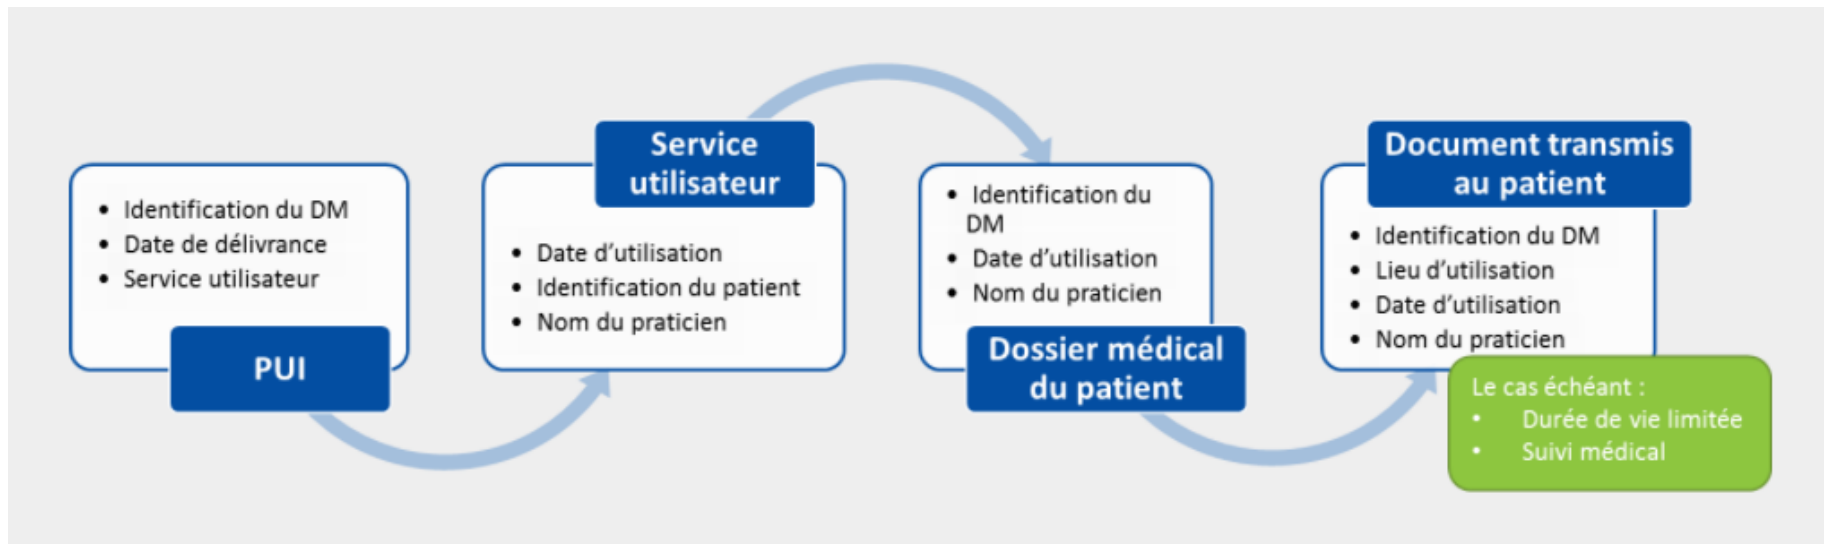 • Identification du DM
• Date de délivrance
• Service utilisateur
PUI
Service
utilisateur
• Date d’utilisation
• Identification du patient
• Nom du praticien
• Identification du
DM
• Date d’utilisation
• Nom du praticien
Dossier médical
du patient
Document transmis
au patient
• Identification du DM
• Lieu d’utilisation
• Date d’utilisation
• Nom du praticien
Le cas échéant :
• Durée de vie limitée
• Suivi médical